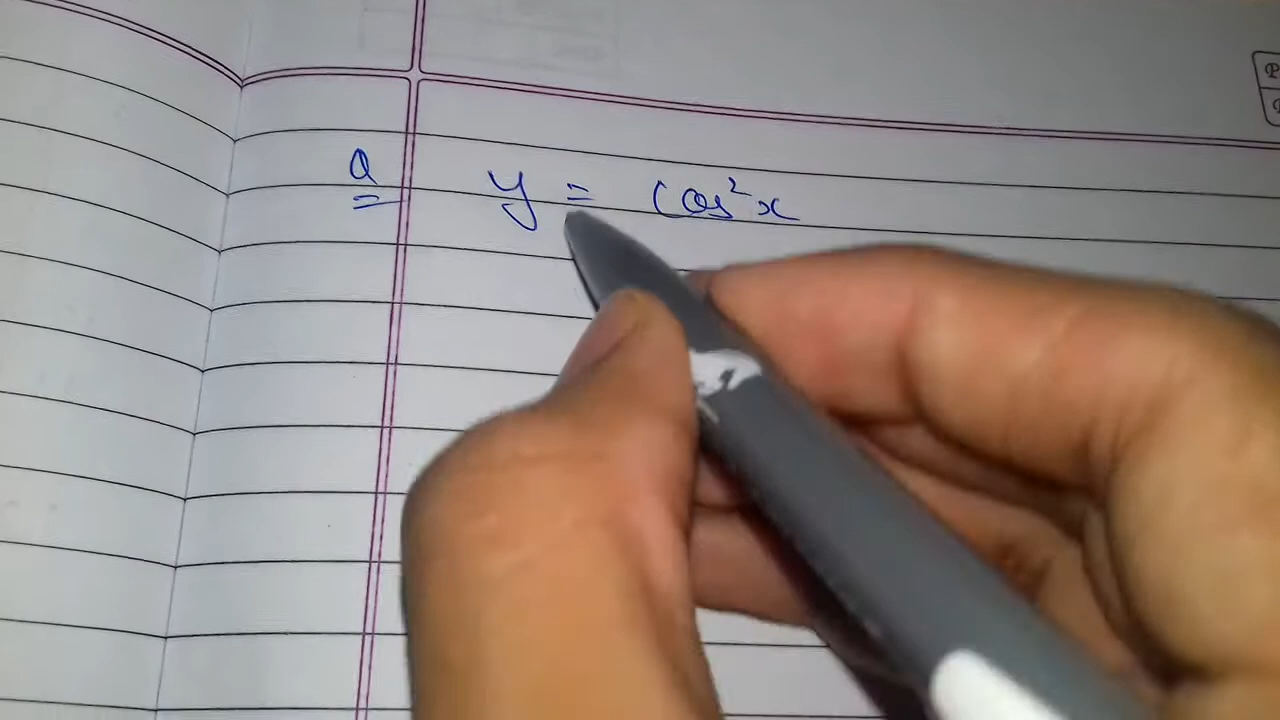 Q y = cos²x